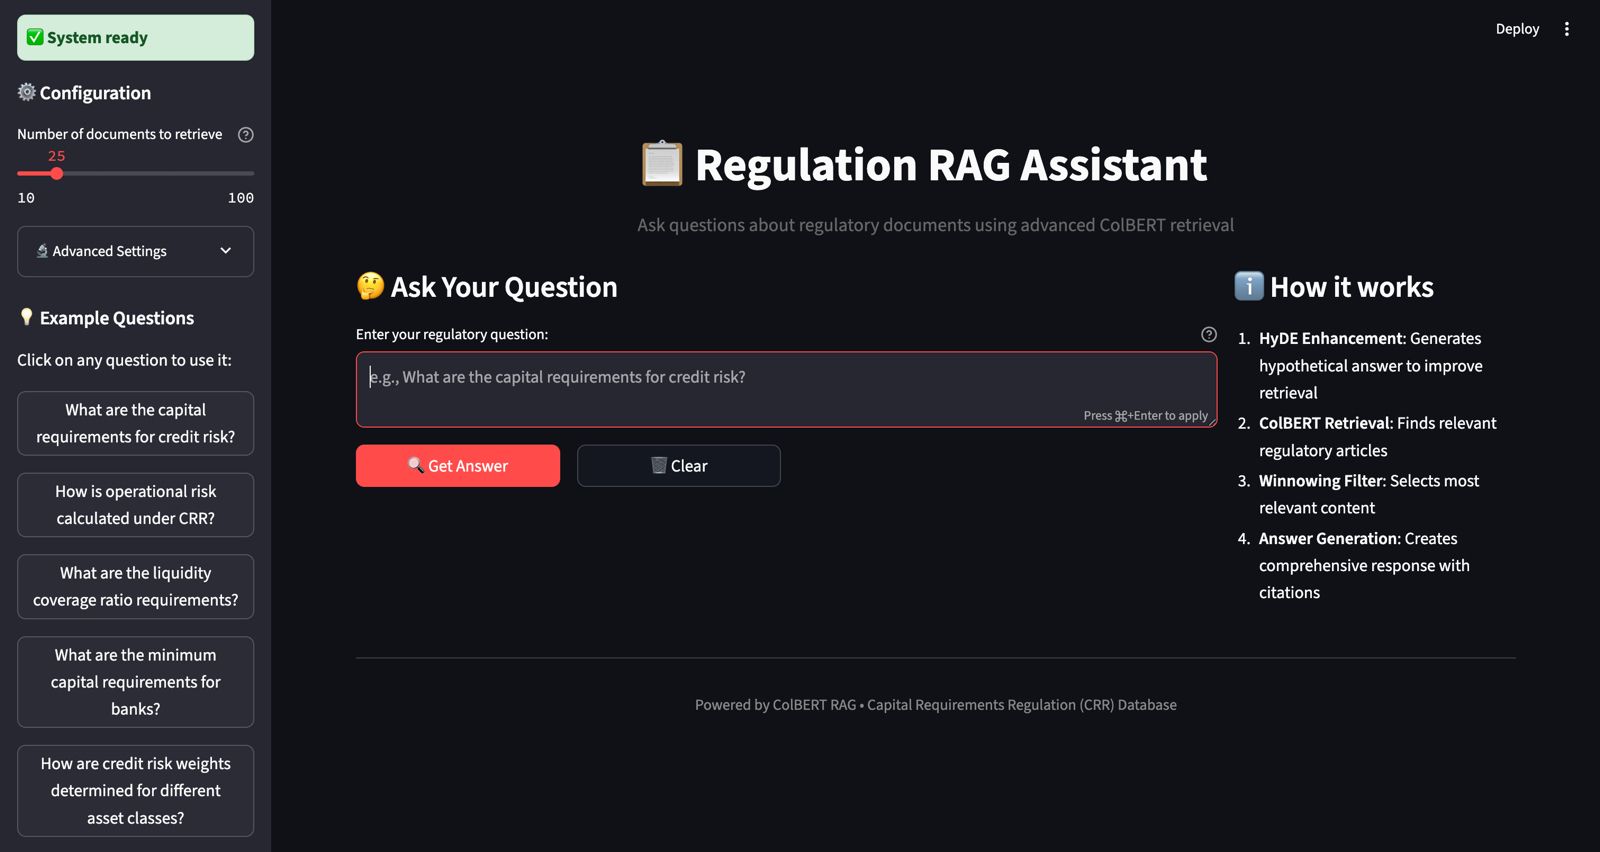 System ready
Configuration
Number of documents to retrieve
25
10
100
Advanced Settings
Example Questions
Click on any question to use it:
What are the capital
requirements for credit risk?
How is operational risk
calculated under CRR?
What are the liquidity
coverage ratio requirements?
What are the minimum
capital requirements for
banks?
How are credit risk weights
determined for different
asset classes?
Deploy
Regulation RAG Assistant
Ask questions about regulatory documents using advanced ColBERT retrieval
Ask Your Question
Enter your regulatory question:
e.g., What are the capital requirements for credit risk?
Press ⌘+Enter to apply
Get Answer
Clear
How it works
1. HyDE Enhancement: Generates
hypothetical answer to improve
retrieval
2. ColBERT Retrieval: Finds relevant
regulatory articles
3. Winnowing Filter: Selects most
relevant content
4. Answer Generation: Creates
comprehensive response with
citations
Powered by ColBERT RAG • Capital Requirements Regulation (CRR) Database